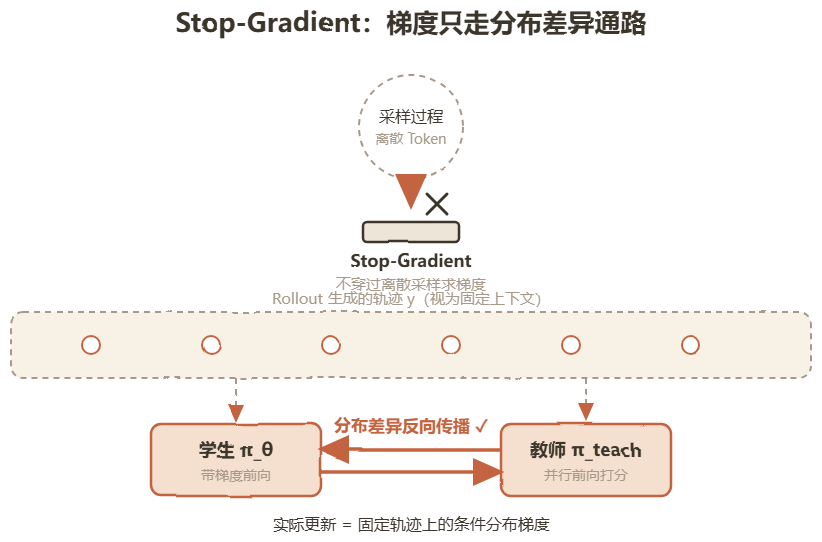 Stop-Gradient：梯度只走分布差异通路
采样过程
离散 Token
Stop-Gradient
不穿过离散采样求梯度
Rollout 生成的轨迹 y（视为固定上下文）
分布差异反向传播 ✓
学生 π_θ
带梯度前向
教师 π_teach
并行前向打分
实际更新 = 固定轨迹上的条件分布梯度